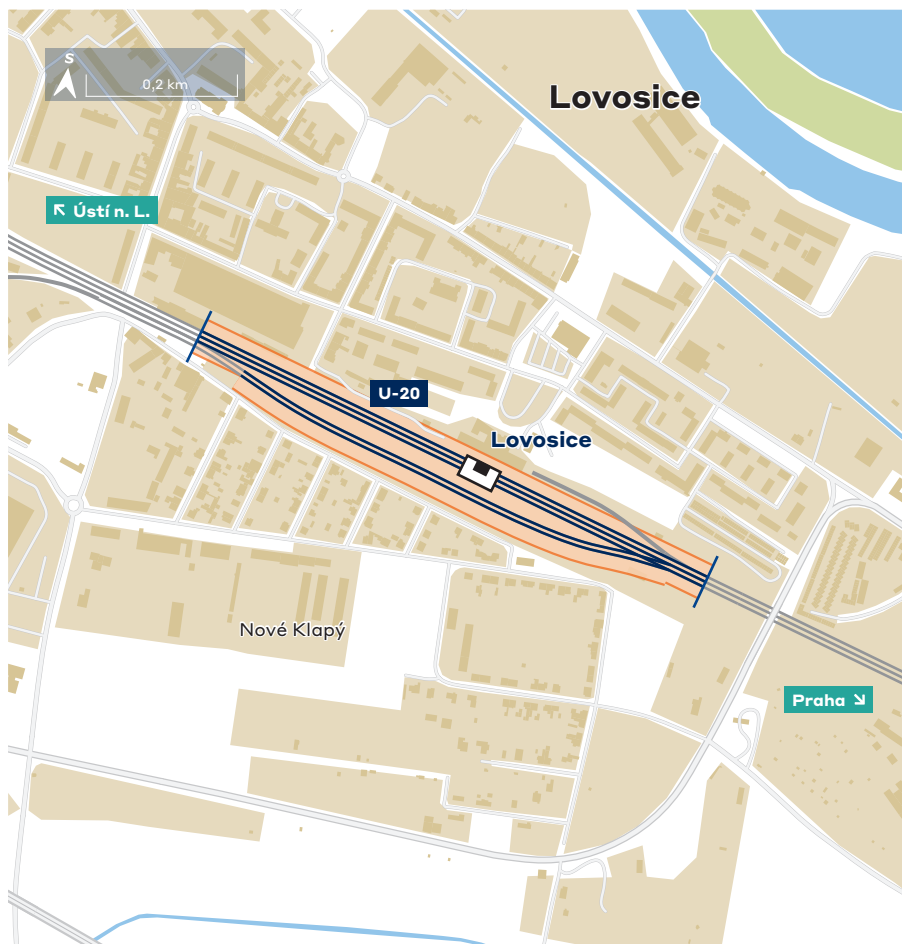 S
0,2 km
Lovosice
Ústí n. L.
U-20
Lovosice
Nové Klapý
Praha